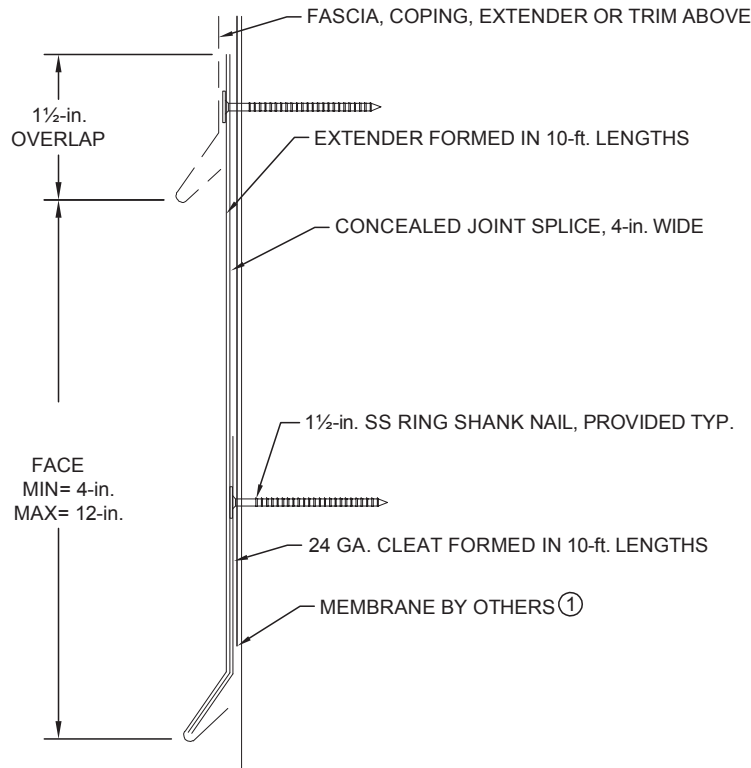 FASCIA, COPING, EXTENDER OR TRIM ABOVE
1½-in.
OVERLAP
EXTENDER FORMED IN 10-ft. LENGTHS
CONCEALED JOINT SPLICE, 4-in. WIDE
1½-in. SS RING SHANK NAIL, PROVIDED TYP.
FACE
MIN= 4-in.
MAX= 12-in.
24 GA. CLEAT FORMED IN 10-ft. LENGTHS
MEMBRANE BY OTHERS ①